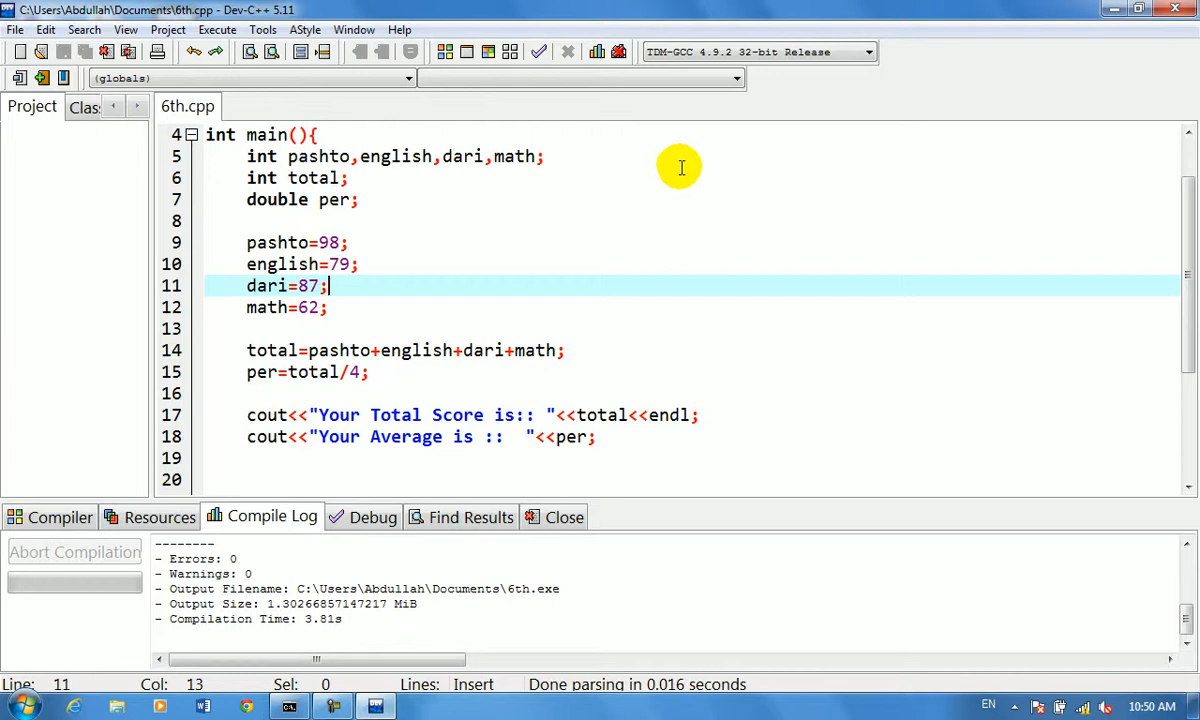 C:\Users\Abdullah\Documents\6th.cpp - Dev-C++ 5.11
File Edit Search View Project Execute Tools AStyle Window Help
TDM-GCC 4.9.2 32-bit Release
(globals)
Project Clas 6th.cpp
4 int main(){
5 int pashto,english,dari,math;
6 int total;
7 double per;
8
9 pashto=98;
10 english=79;
11 dari=87;
12 math=62;
13
14 total=pashto+english+dari+math;
15 per=total/4;
16
17 cout<<"Your Total Score is:: "<<total<<endl;
18 cout<<"Your Average is ::  "<<per;
19
20
Compiler Resources Compile Log Debug Find Results Close
Abort Compilation
--------
- Errors: 0
- Warnings: 0
- Output Filename: C:\Users\Abdullah\Documents\6th.exe
- Output Size: 1.30266857147217 MiB
- Compilation Time: 3.81s
Line: 11 Col: 13 Sel: 0 Lines: Insert Done parsing in 0.016 seconds
EN 10:50 AM